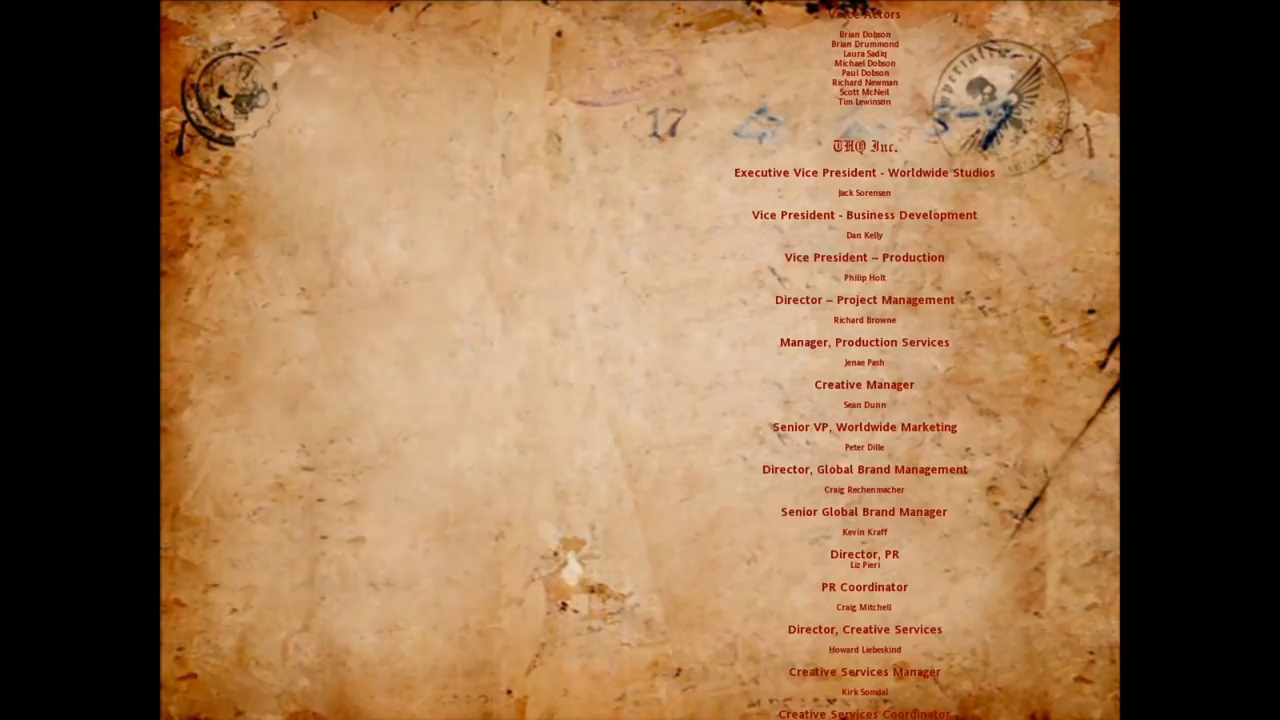 Voice Actors
Brian Dobson
Brian Drummond
Laura Sadiq
Michael Dobson
Paul Dobson
Richard Newman
Scott McNeil
Tim Lewinson
17
THQ Inc.
Executive Vice President - Worldwide Studios
Jack Sorensen
Vice President - Business Development
Dan Kelly
Vice President – Production
Philip Holt
Director – Project Management
Richard Browne
Manager, Production Services
Jenae Pash
Creative Manager
Sean Dunn
Senior VP, Worldwide Marketing
Peter Dille
Director, Global Brand Management
Craig Rechenmacher
Senior Global Brand Manager
Kevin Kraff
Director, PR
Liz Pieri
PR Coordinator
Craig Mitchell
Director, Creative Services
Howard Liebeskind
Creative Services Manager
Kirk Somdal
Creative Services Coordinator